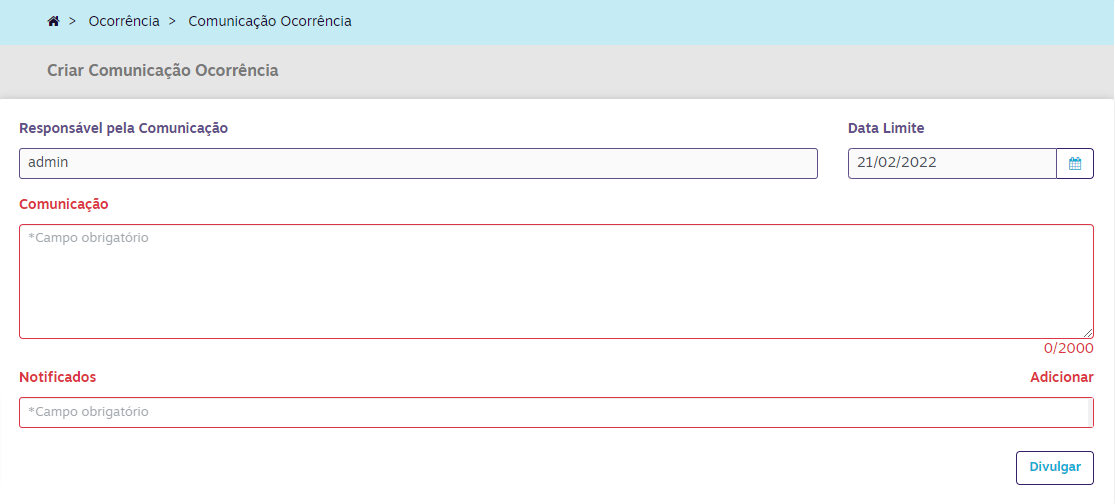 > Ocorrência > Comunicação Ocorrência
Criar Comunicação Ocorrência
Responsável pela Comunicação
Data Limite
admin
21/02/2022
Comunicação
*Campo obrigatório
0/2000
Notificados
Adicionar
*Campo obrigatório
Divulgar